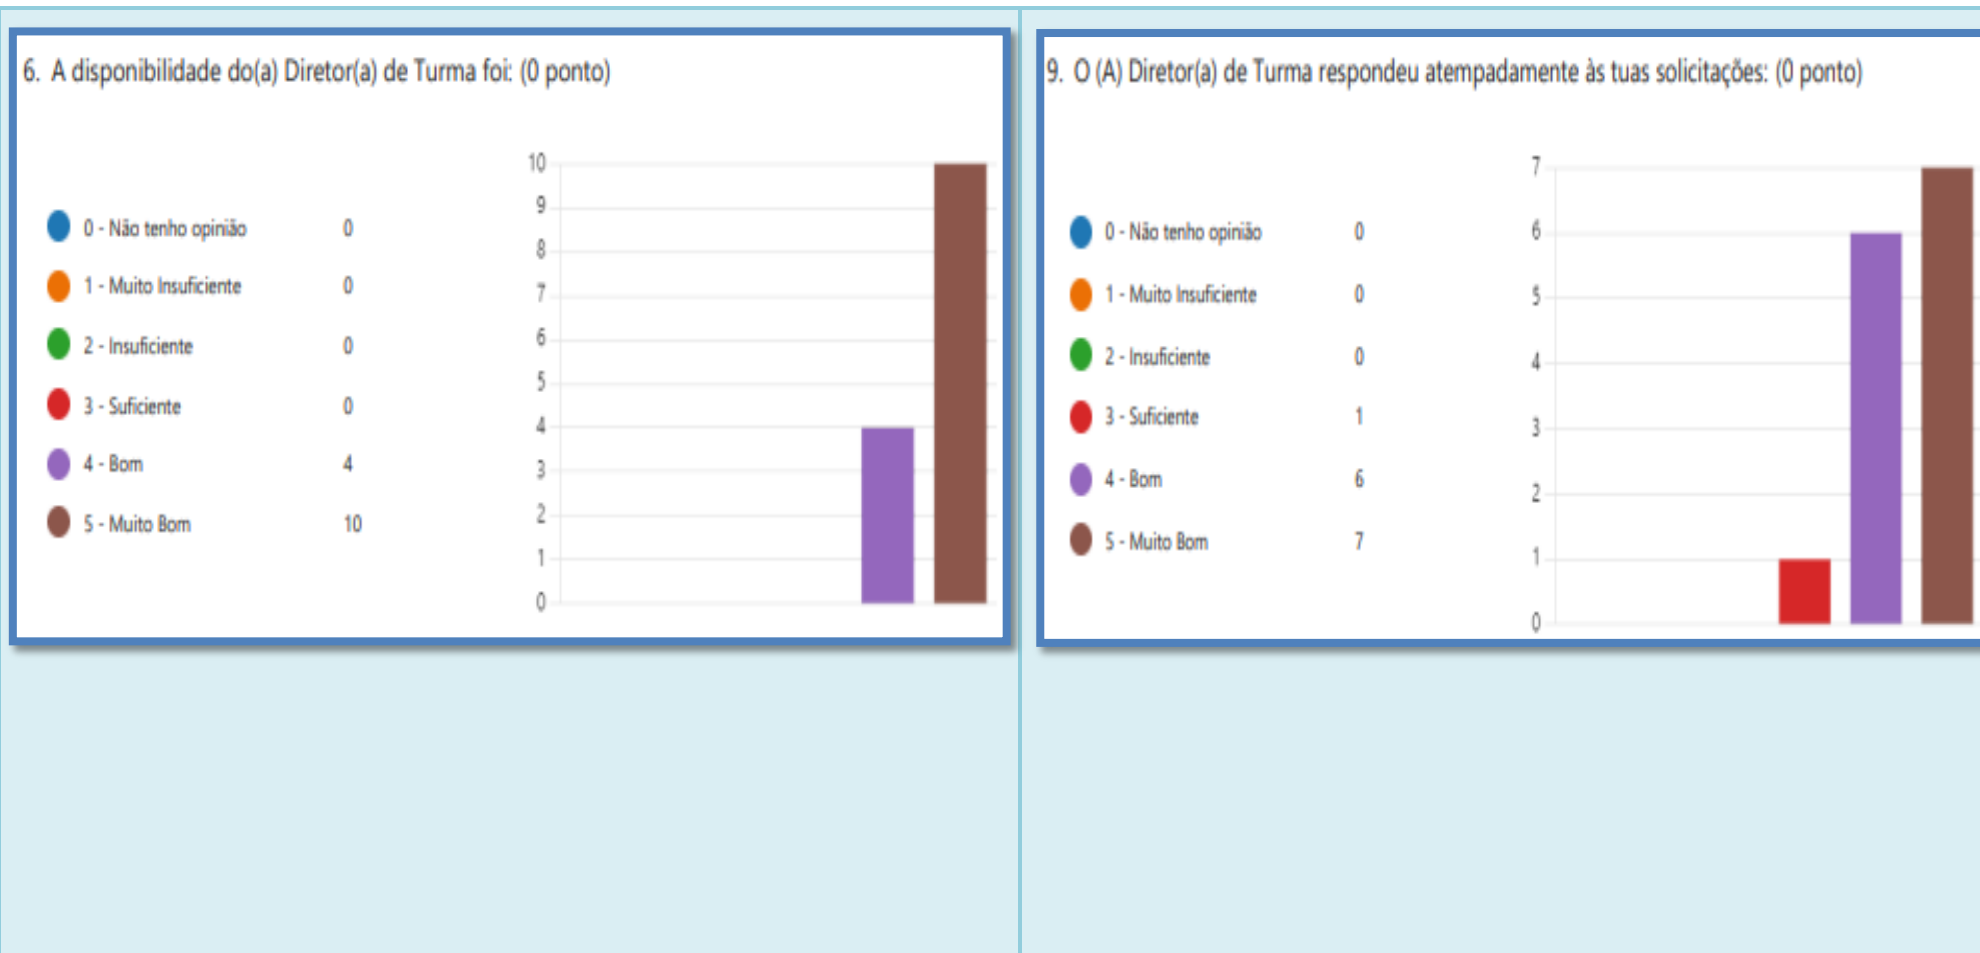 6. A disponibilidade do(a) Diretor(a) de Turma foi: (0 ponto)
0 - Não tenho opinião 0
1 - Muito Insuficiente 0
2 - Insuficiente 0
3 - Suficiente 0
4 - Bom 4
5 - Muito Bom 10
10
9
8
7
6
5
4
3
2
1
0
9. O (A) Diretor(a) de Turma respondeu atempadamente às tuas solicitações: (0 ponto)
0 - Não tenho opinião 0
1 - Muito Insuficiente 0
2 - Insuficiente 0
3 - Suficiente 1
4 - Bom 6
5 - Muito Bom 7
7
6
5
4
3
2
1
0